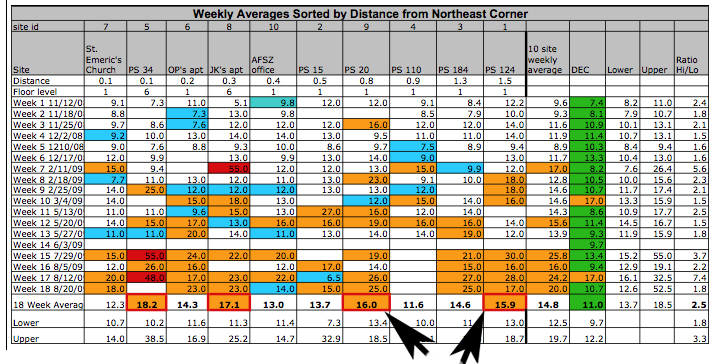 Weekly Averages Sorted by Distance from Northeast Corner
site id 7 5 6 8 10 2 9 4 3 1
Site St. Emeric's Church PS 34 OP's apt JK's apt AFSZ office PS 15 PS 20 PS 110 PS 184 PS 124 10 site weekly average DEC Lower Upper Ratio Hi/Lo
Distance 0.1 0.1 0.2 0.3 0.4 0.5 0.8 0.9 1.3 1.5
Floor level 1 6 1 6 1 1 1 1 1 1
Week 1 11/12/0 9.1 7.3 11.0 5.1 9.8 12.0 12.0 9.1 8.4 12.2 9.6 7.4 8.2 11.0 2.4
Week 2 11/18/0 8.8 7.3 13.0 9.8 8.5 7.9 10.0 9.3 8.1 7.9 10.7 1.8
Week 3 11/25/0 9.7 8.6 7.6 12.0 12.0 12.0 16.0 12.0 12.0 14.0 11.6 10.9 10.1 13.1 2.1
Week 4 12/2/08 9.2 10.0 13.0 14.0 14.0 13.0 9.5 11.0 11.0 14.0 11.9 11.4 10.7 13.1 1.5
Week 5 1210/08 9.0 7.6 8.8 9.3 10.0 8.6 9.4 7.5 8.9 9.4 8.9 10.3 8.4 9.4 1.6
Week 6 12/17/0 12.0 9.9 13.0 9.9 13.0 14.0 9.0 13.0 11.7 13.3 10.4 13.0 1.6
Week 7 2/11/09 15.0 9.4 55.0 12.0 12.0 15.0 9.9 12.0 17.0 8.2 7.6 26.4 5.6
Week 8 2/18/09 7.7 11.0 13.0 12.0 11.0 13.0 23.0 9.1 10.0 18.0 12.8 10.5 10.0 15.6 2.3
Week 9 2/25/09 14.0 25.0 12.0 12.0 12.0 13.0 13.0 12.0 18.0 14.6 10.7 11.7 17.4 2.1
Week 10 3/4/09 14.0 15.0 18.0 13.0 12.0 15.0 14.0 16.0 14.6 17.0 13.3 15.9 1.5
Week 11 5/13/0 11.0 11.0 9.6 15.0 15.0 27.0 16.0 12.0 14.0 14.3 8.6 10.9 17.7 2.5
Week 12 5/20/0 14.0 15.0 17.0 13.0 16.0 16.0 19.0 16.0 16.0 14.0 15.6 11.4 14.5 16.7 1.5
Week 13 5/27/0 11.0 11.0 20.0 14.0 11.0 13.0 14.0 14.0 19.0 12.0 13.9 9.3 11.9 15.9 1.8
Week 14 6/3/09 9.7
Week 15 7/29/0 15.0 55.0 24.0 22.0 20.0 19.0 21.0 30.0 25.8 13.4 15.2 55.0 3.7
Week 16 8/5/09 12.0 26.0 16.0 12.0 17.0 14.0 15.0 16.0 16.0 9.4 12.9 19.1 2.2
Week 17 8/12/0 20.0 48.0 17.0 23.0 22.0 6.5 26.0 27.0 28.0 24.2 17.0 16.1 32.5 7.4
Week 18 8/20/0 18.0 23.0 23.0 14.0 15.0 25.0 25.0 17.0 20.0 10.7 12.6 52.5 1.8
18 Week Averag 12.3 18.2 14.3 17.1 13.0 13.7 16.0 11.6 14.6 15.9 14.8 11.0 13.7 18.5 2.5
Lower 10.7 10.2 11.6 11.3 11.4 7.3 13.4 10.0 13.0 12.5 9.7 1.8
Upper 14.0 38.5 16.9 25.2 14.7 32.9 18.5 18.7 19.7 12.2 3.3